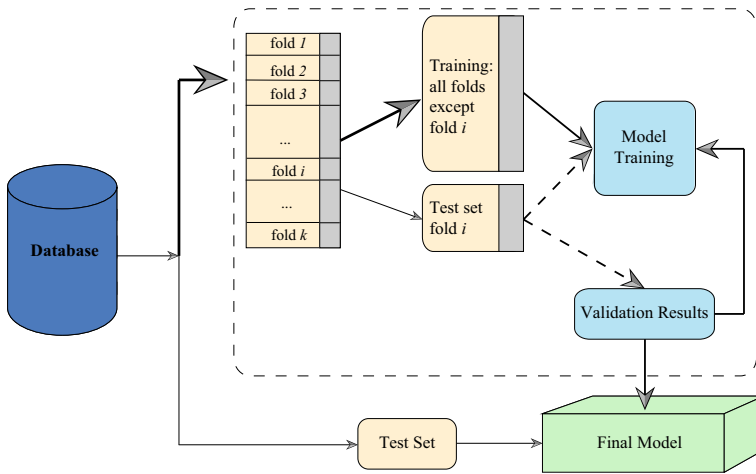 fold 1
fold 2
fold 3
...
fold i
...
fold k
Training:
all folds
except
fold i
Test set
fold i
Model
Training
Database
Validation Results
Test Set
Final Model